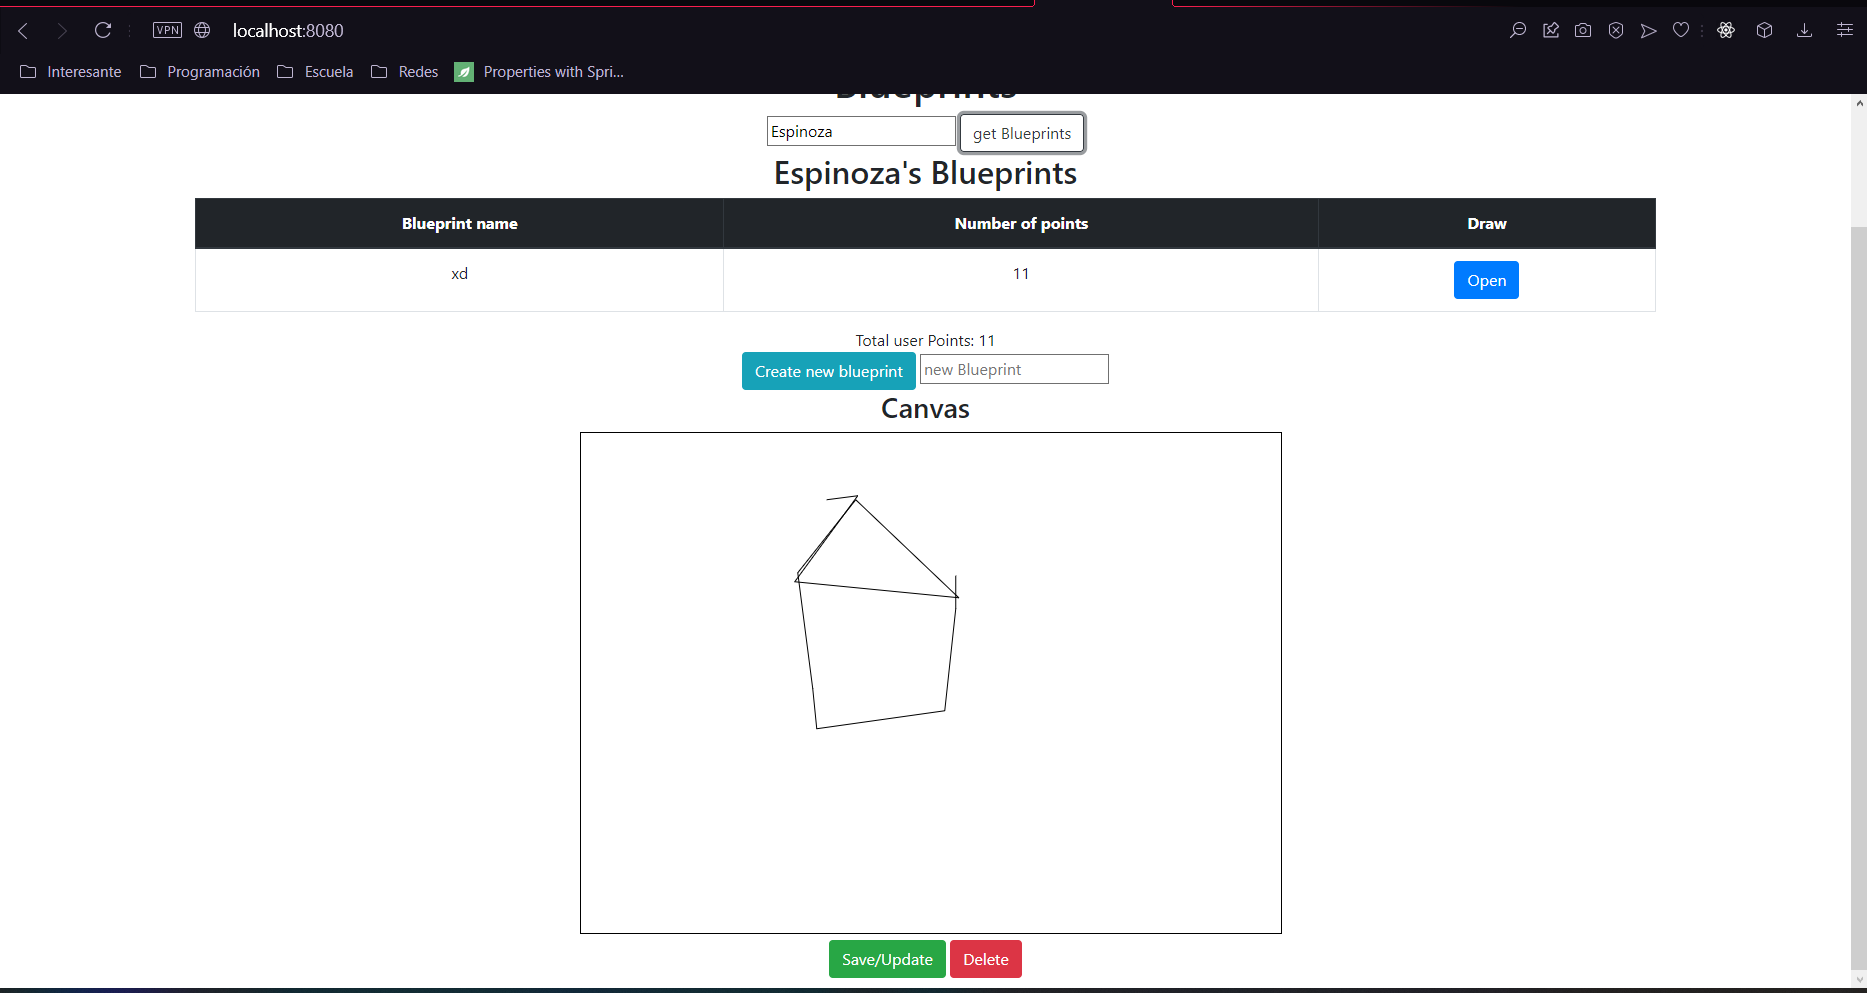 VPN localhost:8080
Interesante Programación Escuela Redes Properties with Spri...
Blueprints
Espinoza get Blueprints
Espinoza's Blueprints
Blueprint name Number of points Draw
xd 11 Open
Total user Points: 11
Create new blueprint new Blueprint
Canvas
Save/Update Delete